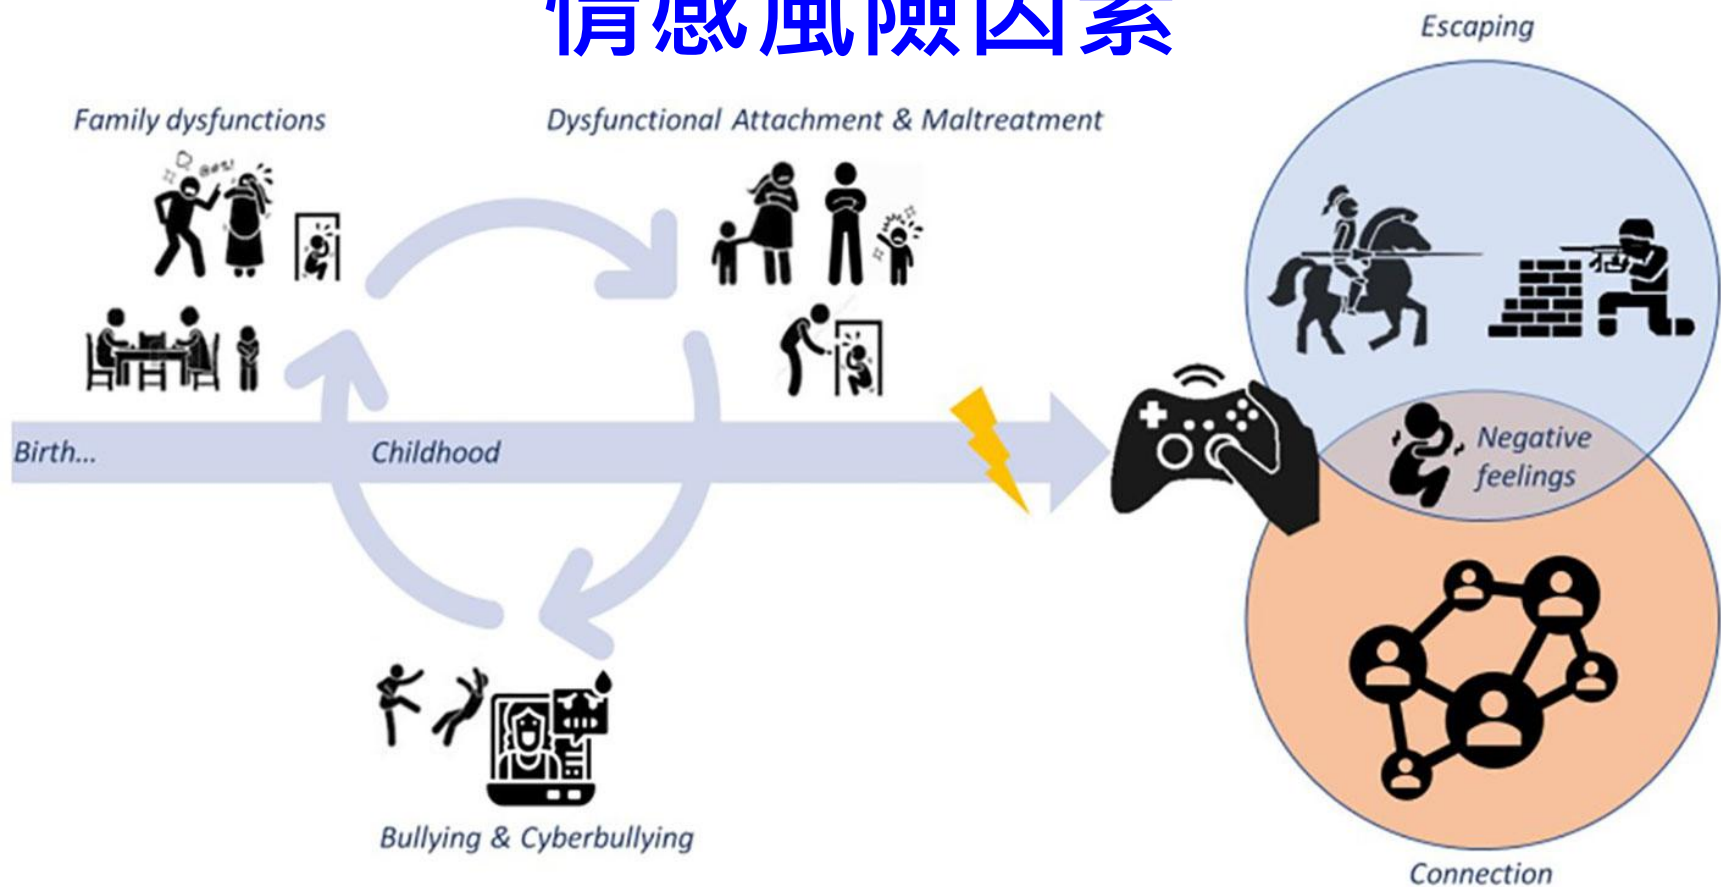 情感風險因素
Escaping
Family dysfunctions
Dysfunctional Attachment & Maltreatment
@#*!
Birth...
Childhood
Negative
feelings
Bullying & Cyberbullying
Connection